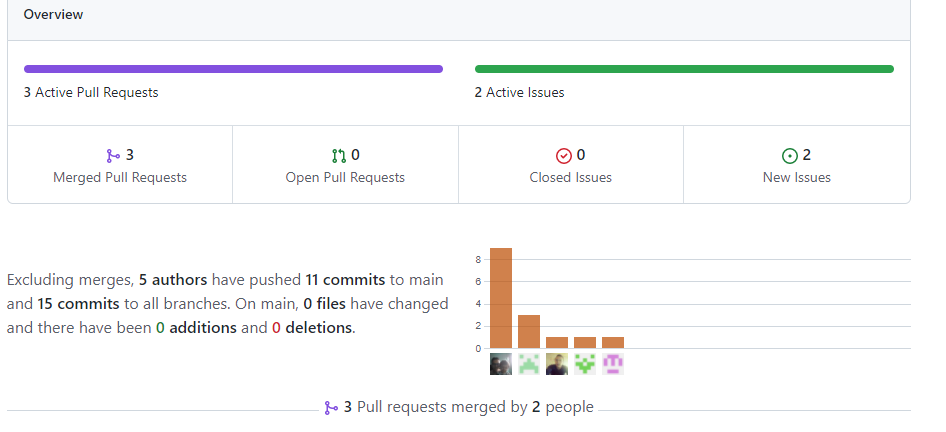 Overview
3 Active Pull Requests
2 Active Issues
3
Merged Pull Requests
0
Open Pull Requests
0
Closed Issues
2
New Issues
Excluding merges, 5 authors have pushed 11 commits to main
and 15 commits to all branches. On main, 0 files have changed
and there have been 0 additions and 0 deletions.
8
6
4
2
0
3 Pull requests merged by 2 people